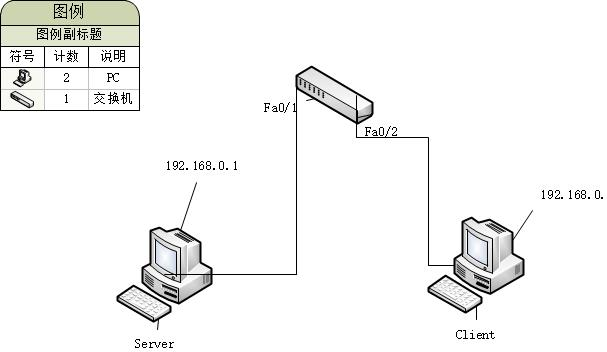 图例
图例副标题
符号 计数 说明
2 PC
1 交换机
Fa0/1
Fa0/2
192.168.0.1
192.168.0.
Server
Client